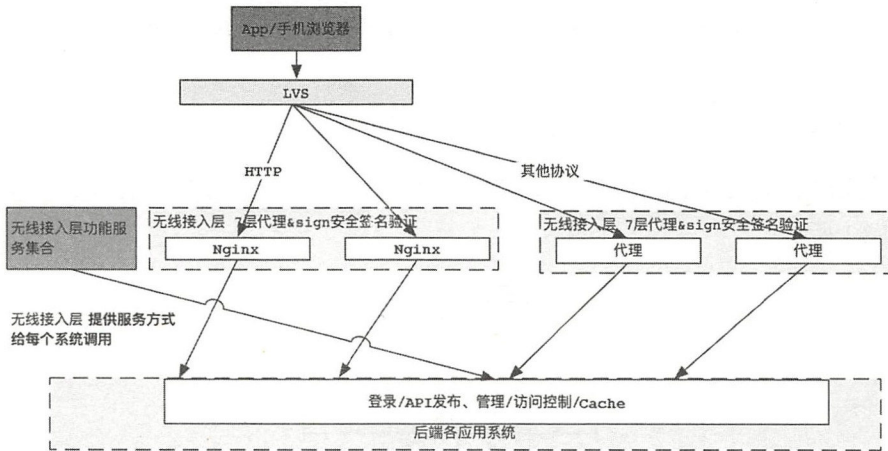 App/手机浏览器
LVS
HTTP
其他协议
无线接入层功能服
务集合
无线接入层 7层代理&sign安全签名验证
Nginx
Nginx
无线接入层 7层代理&sign安全签名验证
代理
代理
无线接入层 提供服务方式
给每个系统调用
登录/API发布、管理/访问控制/Cache
后端各应用系统